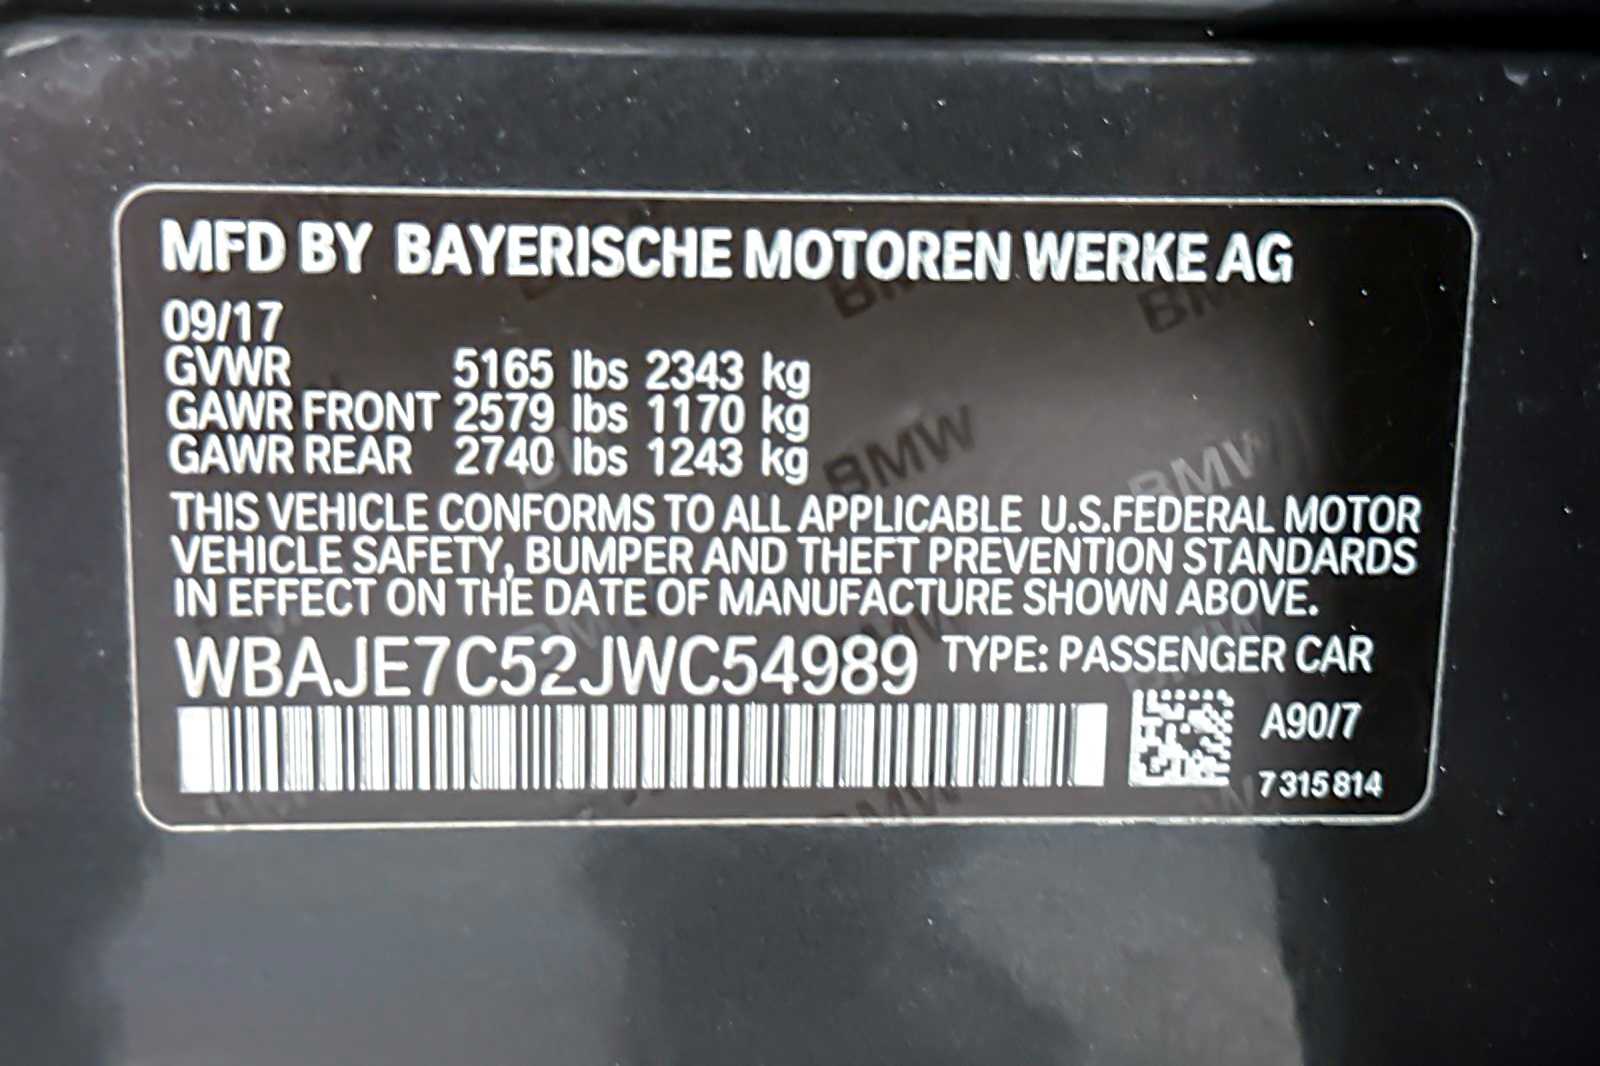 MFD BY BAYERISCHE MOTOREN WERKE AG
09/17
GVWR 5165 lbs 2343 kg
GAWR FRONT 2579 lbs 1170 kg
GAWR REAR 2740 lbs 1243 kg
THIS VEHICLE CONFORMS TO ALL APPLICABLE U.S.FEDERAL MOTOR
VEHICLE SAFETY, BUMPER AND THEFT PREVENTION STANDARDS
IN EFFECT ON THE DATE OF MANUFACTURE SHOWN ABOVE.
WBAJE7C52JWC54989 TYPE: PASSENGER CAR
A90/7
7 315 814